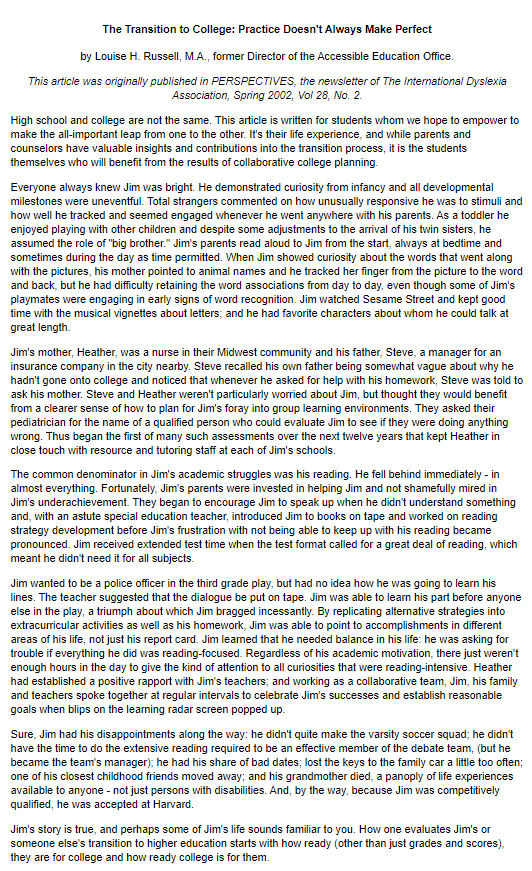 The Transition to College: Practice Doesn't Always Make Perfect
by Louise H. Russell, M.A., former Director of the Accessible Education Office.
This article was originally published in PERSPECTIVES, the newsletter of The International Dyslexia
Association, Spring 2002, Vol 28, No. 2.
High school and college are not the same. This article is written for students whom we hope to empower to
make the all-important leap from one to the other. It's their life experience, and while parents and
counselors have valuable insights and contributions into the transition process, it is the students
themselves who will benefit from the results of collaborative college planning.
Everyone always knew Jim was bright. He demonstrated curiosity from infancy and all developmental
milestones were uneventful. Total strangers commented on how unusually responsive he was to stimuli and
how well he tracked and seemed engaged whenever he went anywhere with his parents. As a toddler he
enjoyed playing with other children and despite some adjustments to the arrival of his twin sisters, he
assumed the role of "big brother." Jim's parents read aloud to Jim from the start, always at bedtime and
sometimes during the day as time permitted. When Jim showed curiosity about the words that went along
with the pictures, his mother pointed to animal names and he tracked her finger from the picture to the word
and back, but he had difficulty retaining the word associations from day to day, even though some of Jim's
playmates were engaging in early signs of word recognition. Jim watched Sesame Street and kept good
time with the musical vignettes about letters; and he had favorite characters about whom he could talk at
great length.
Jim's mother, Heather, was a nurse in their Midwest community and his father, Steve, a manager for an
insurance company in the city nearby. Steve recalled his own father being somewhat vague about why he
hadn't gone onto college and noticed that whenever he asked for help with his homework, Steve was told to
ask his mother. Steve and Heather weren't particularly worried about Jim, but thought they would benefit
from a clearer sense of how to plan for Jim's foray into group learning environments. They asked their
pediatrician for the name of a qualified person who could evaluate Jim to see if they were doing anything
wrong. Thus began the first of many such assessments over the next twelve years that kept Heather in
close touch with resource and tutoring staff at each of Jim's schools.
The common denominator in Jim's academic struggles was his reading. He fell behind immediately - in
almost everything. Fortunately, Jim's parents were invested in helping Jim and not shamefully mired in
Jim's underachievement. They began to encourage Jim to speak up when he didn't understand something
and, with an astute special education teacher, introduced Jim to books on tape and worked on reading
strategy development before Jim's frustration with not being able to keep up with his reading became
pronounced. Jim received extended test time when the test format called for a great deal of reading, which
meant he didn't need it for all subjects.
Jim wanted to be a police officer in the third grade play, but had no idea how he was going to learn his
lines. The teacher suggested that the dialogue be put on tape. Jim was able to learn his part before anyone
else in the play, a triumph about which Jim bragged incessantly. By replicating alternative strategies into
extracurricular activities as well as his homework, Jim was able to point to accomplishments in different
areas of his life, not just his report card. Jim learned that he needed balance in his life: he was asking for
trouble if everything he did was reading-focused. Regardless of his academic motivation, there just weren't
enough hours in the day to give the kind of attention to all curiosities that were reading-intensive. Heather
had established a positive rapport with Jim's teachers; and working as a collaborative team, Jim, his family
and teachers spoke together at regular intervals to celebrate Jim's successes and establish reasonable
goals when blips on the learning radar screen popped up.
Sure, Jim had his disappointments along the way: he didn't quite make the varsity soccer squad; he didn't
have the time to do the extensive reading required to be an effective member of the debate team, (but he
became the team's manager); he had his share of bad dates; lost the keys to the family car a little too often;
one of his closest childhood friends moved away; and his grandmother died, a panoply of life experiences
available to anyone - not just persons with disabilities. And, by the way, because Jim was competitively
qualified, he was accepted at Harvard.
Jim's story is true, and perhaps some of Jim's life sounds familiar to you. How one evaluates Jim's or
someone else's transition to higher education starts with how ready (other than just grades and scores),
they are for college and how ready college is for them.